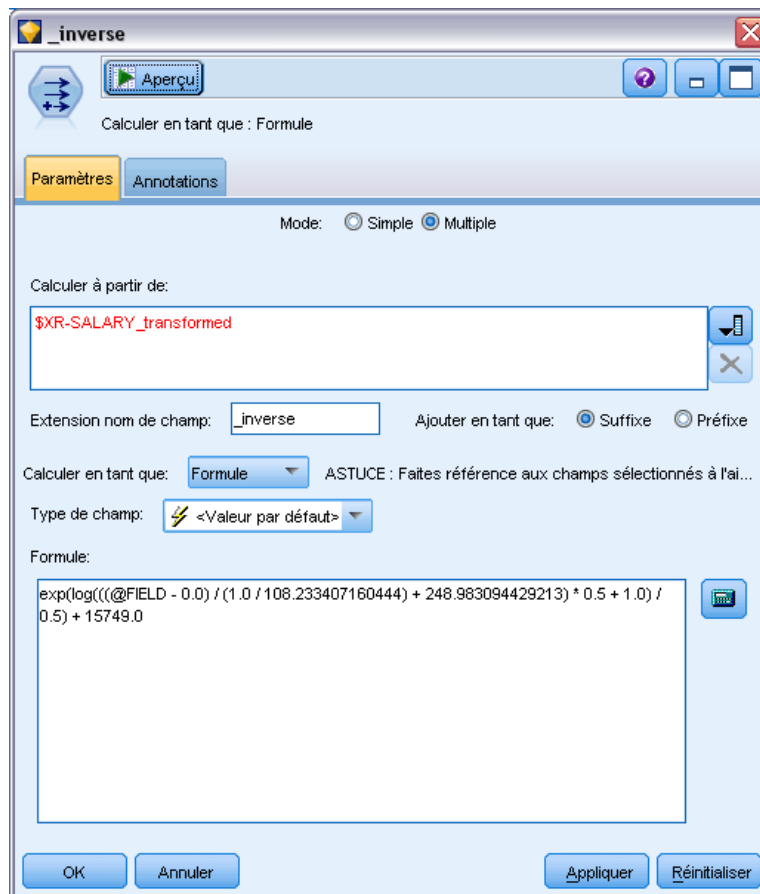 _inverse
Aperçu
Calculer en tant que : Formule
Paramètres Annotations
Mode: Simple Multiple
Calculer à partir de:
$XR-SALARY_transformed
Extension nom de champ: _inverse Ajouter en tant que: Suffixe Préfixe
Calculer en tant que: Formule ASTUCE : Faites référence aux champs sélectionnés à l'ai...
Type de champ: <Valeur par défaut>
Formule:
exp(log(((@FIELD - 0.0) / (1.0 / 108.233407160444) + 248.983094429213) * 0.5 + 1.0) /
0.5) + 15749.0
OK Annuler Appliquer Réinitialiser